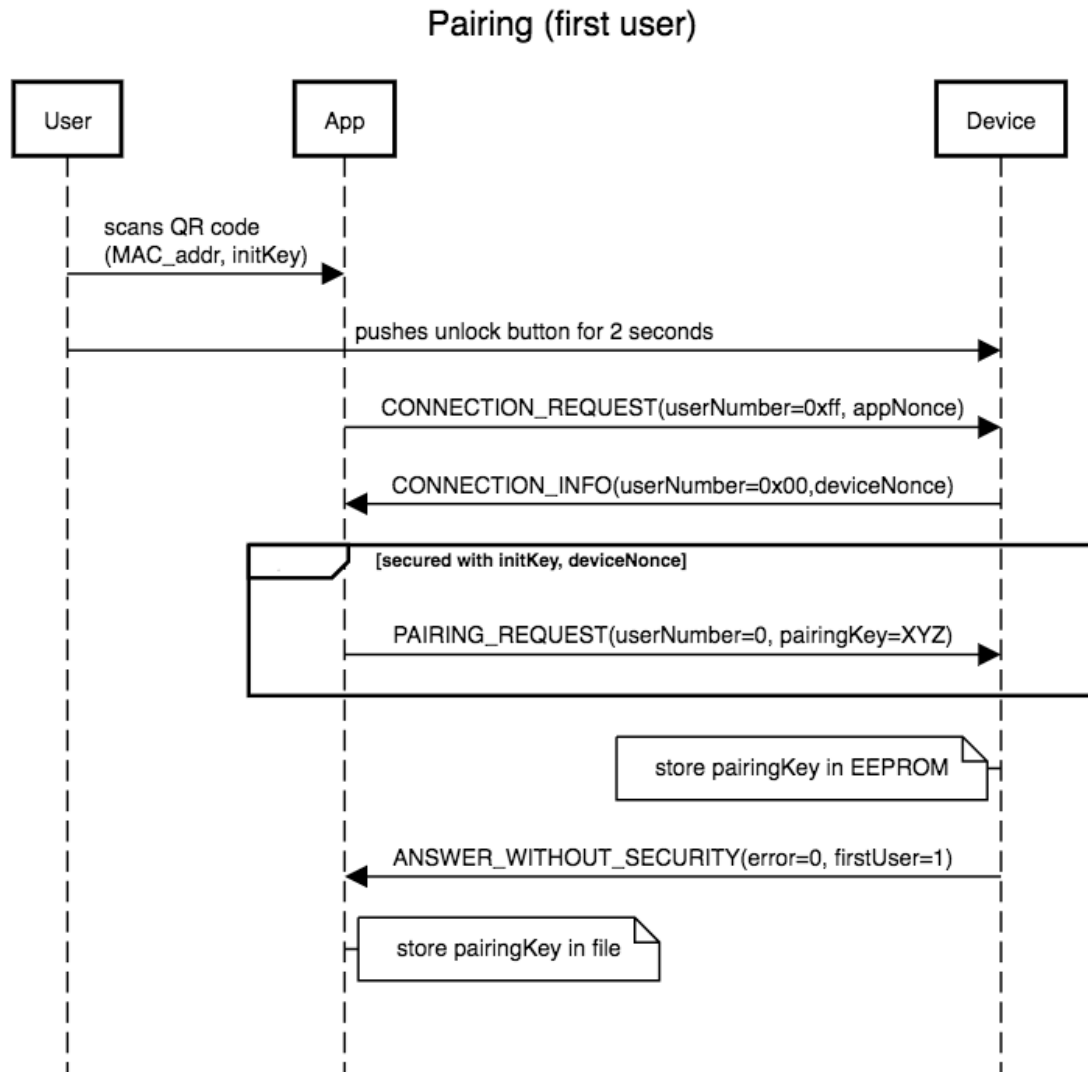 Pairing (first user)
User
App
Device
scans QR code
(MAC_addr, initKey)
pushes unlock button for 2 seconds
CONNECTION_REQUEST(userNumber=0xff, appNonce)
CONNECTION_INFO(userNumber=0x00,deviceNonce)
[secured with initKey, deviceNonce]
PAIRING_REQUEST(userNumber=0, pairingKey=XYZ)
store pairingKey in EEPROM
ANSWER_WITHOUT_SECURITY(error=0, firstUser=1)
store pairingKey in file